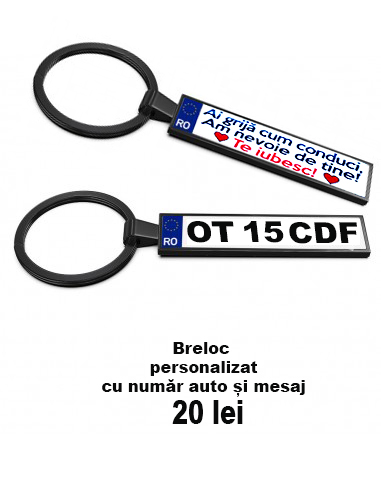 RO
Ai grijă cum conduci,
Am nevoie de tine!
Te iubesc!
RO
OT 15 CDF
Breloc
personalizat
cu număr auto și mesaj
20 lei